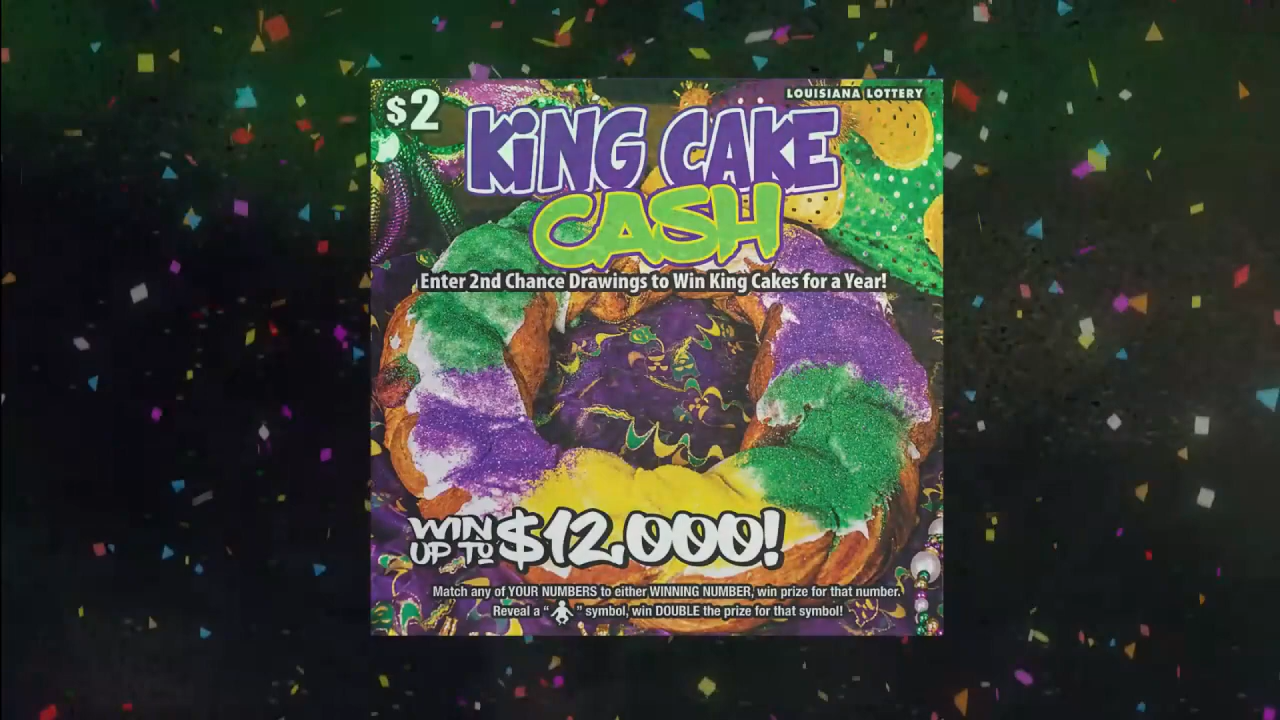 $2
LOUISIANA LOTTERY
KiNG CAKE
CASH
Enter 2nd Chance Drawings to Win King Cakes for a Year!
WIN
UP TO $12,000!
Match any of YOUR NUMBERS to either WINNING NUMBER, win prize for that number.
Reveal a " " symbol, win DOUBLE the prize for that symbol!